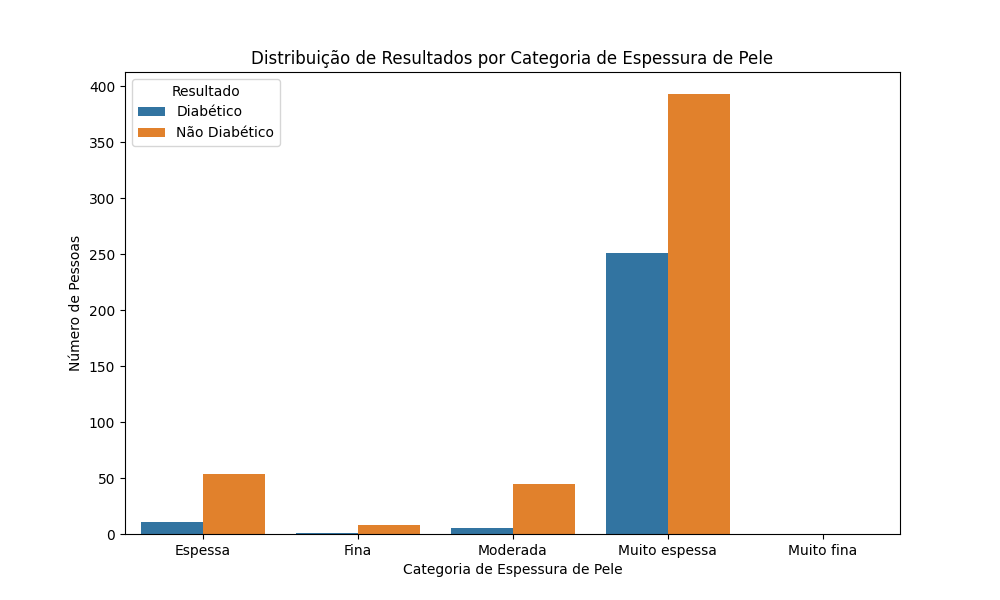 Distribuição de Resultados por Categoria de Espessura de Pele
Resultado
Diabético
Não Diabético
Número de Pessoas
400
350
300
250
200
150
100
50
0
Espessa
Fina
Moderada
Muito espessa
Muito fina
Categoria de Espessura de Pele